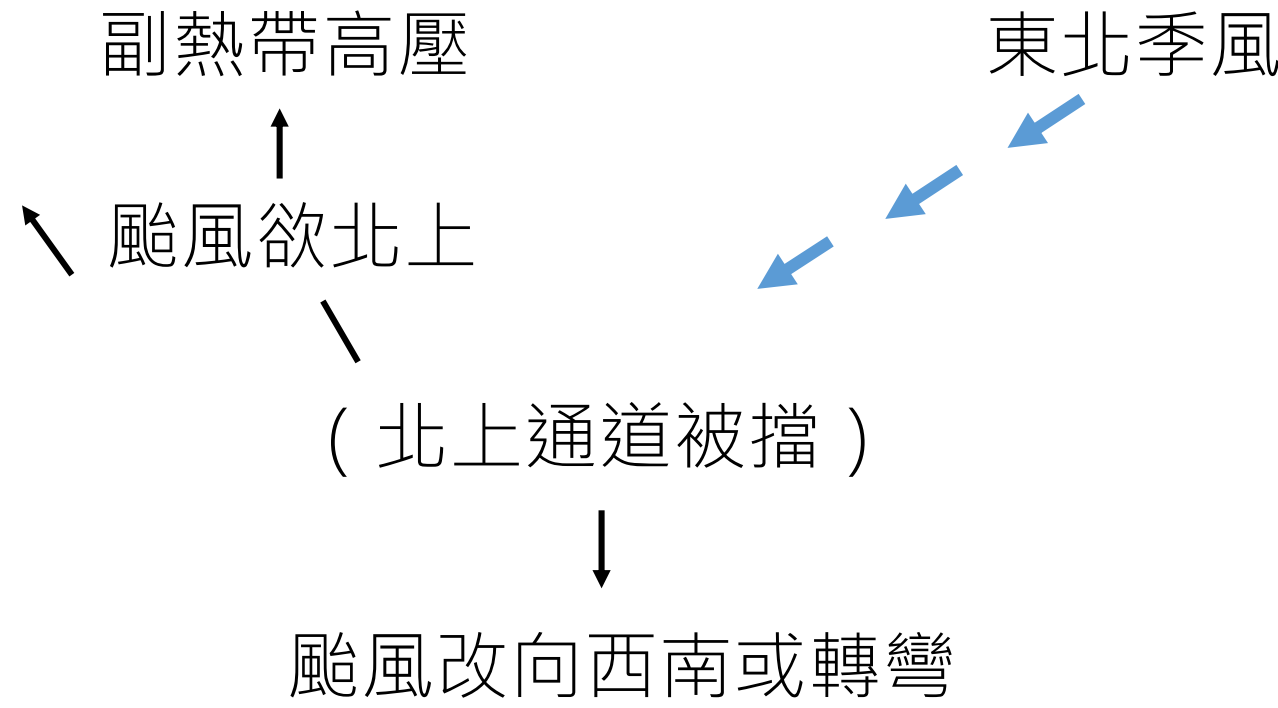 副熱帶高壓
東北季風
颱風欲北上
（北上通道被擋）
颱風改向西南或轉彎